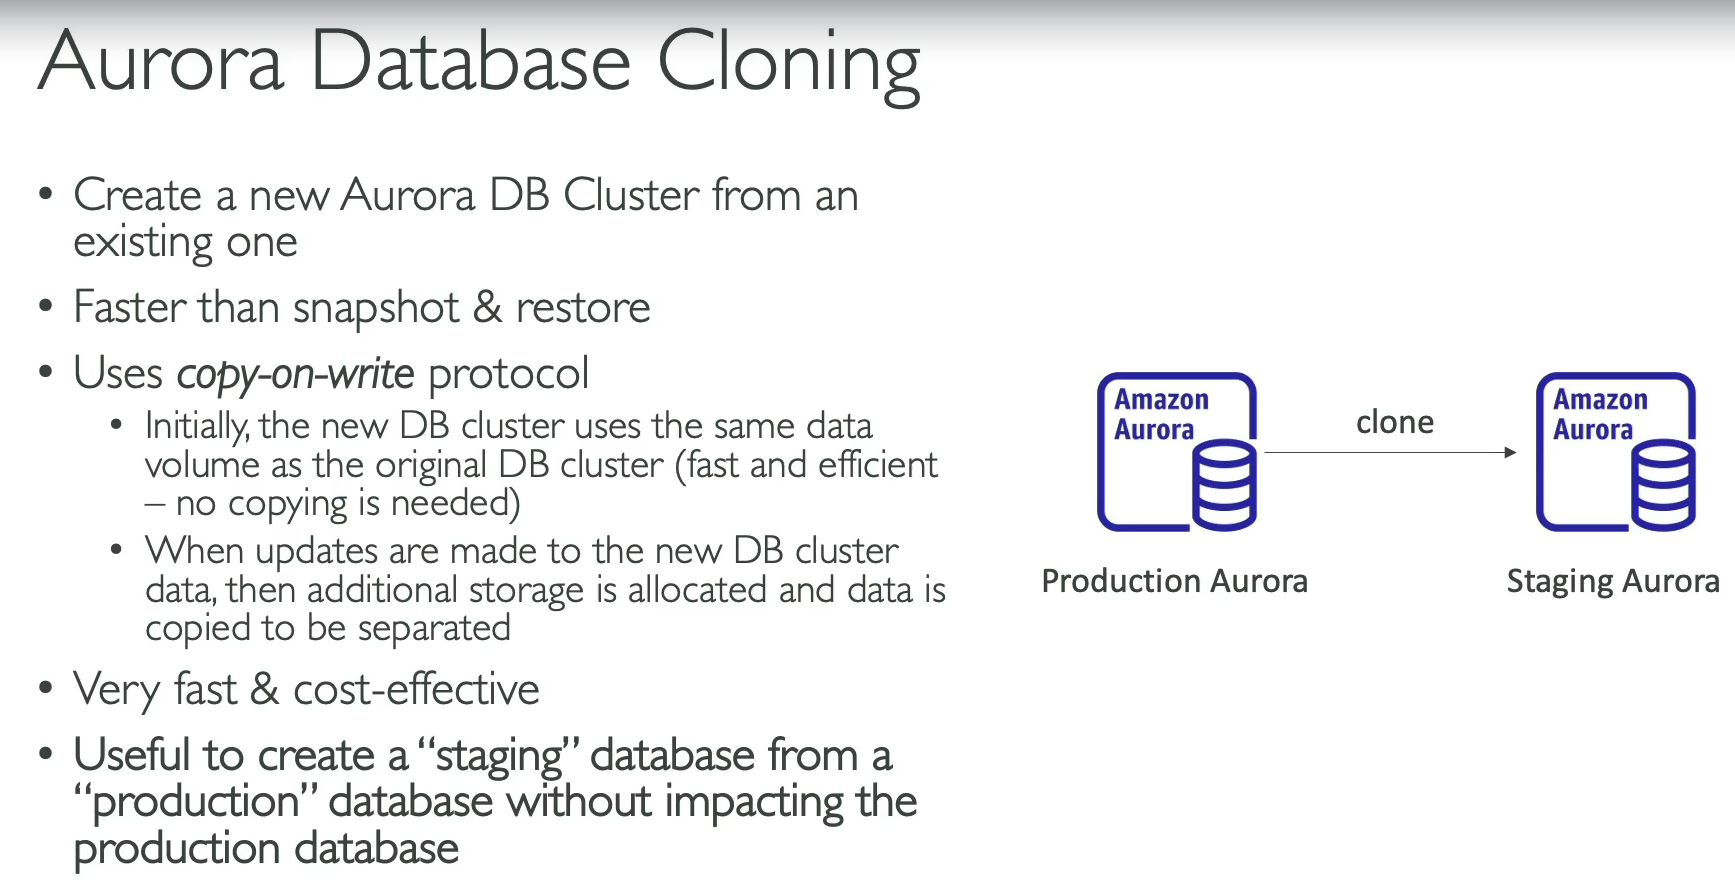 Aurora Database Cloning
• Create a new Aurora DB Cluster from an
existing one
• Faster than snapshot & restore
• Uses copy-on-write protocol
• Initially, the new DB cluster uses the same data
volume as the original DB cluster (fast and efficient
– no copying is needed)
• When updates are made to the new DB cluster
data, then additional storage is allocated and data is
copied to be separated
• Very fast & cost-effective
• Useful to create a “staging” database from a
“production” database without impacting the
production database
Amazon
Aurora
Production Aurora
clone
Amazon
Aurora
Staging Aurora